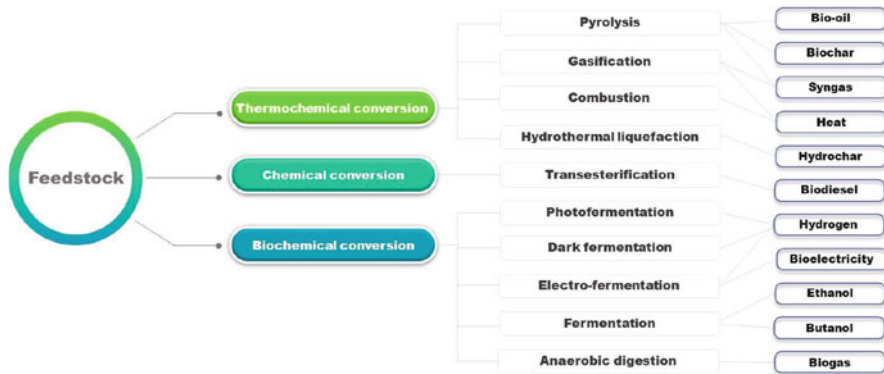 Feedstock
Thermochemical conversion
Chemical conversion
Biochemical conversion
Pyrolysis
Gasification
Combustion
Hydrothermal liquefaction
Transesterification
Photofermentation
Dark fermentation
Electro-fermentation
Fermentation
Anaerobic digestion
Bio-oil
Biochar
Syngas
Heat
Hydrochar
Biodiesel
Hydrogen
Bioelectricity
Ethanol
Butanol
Biogas